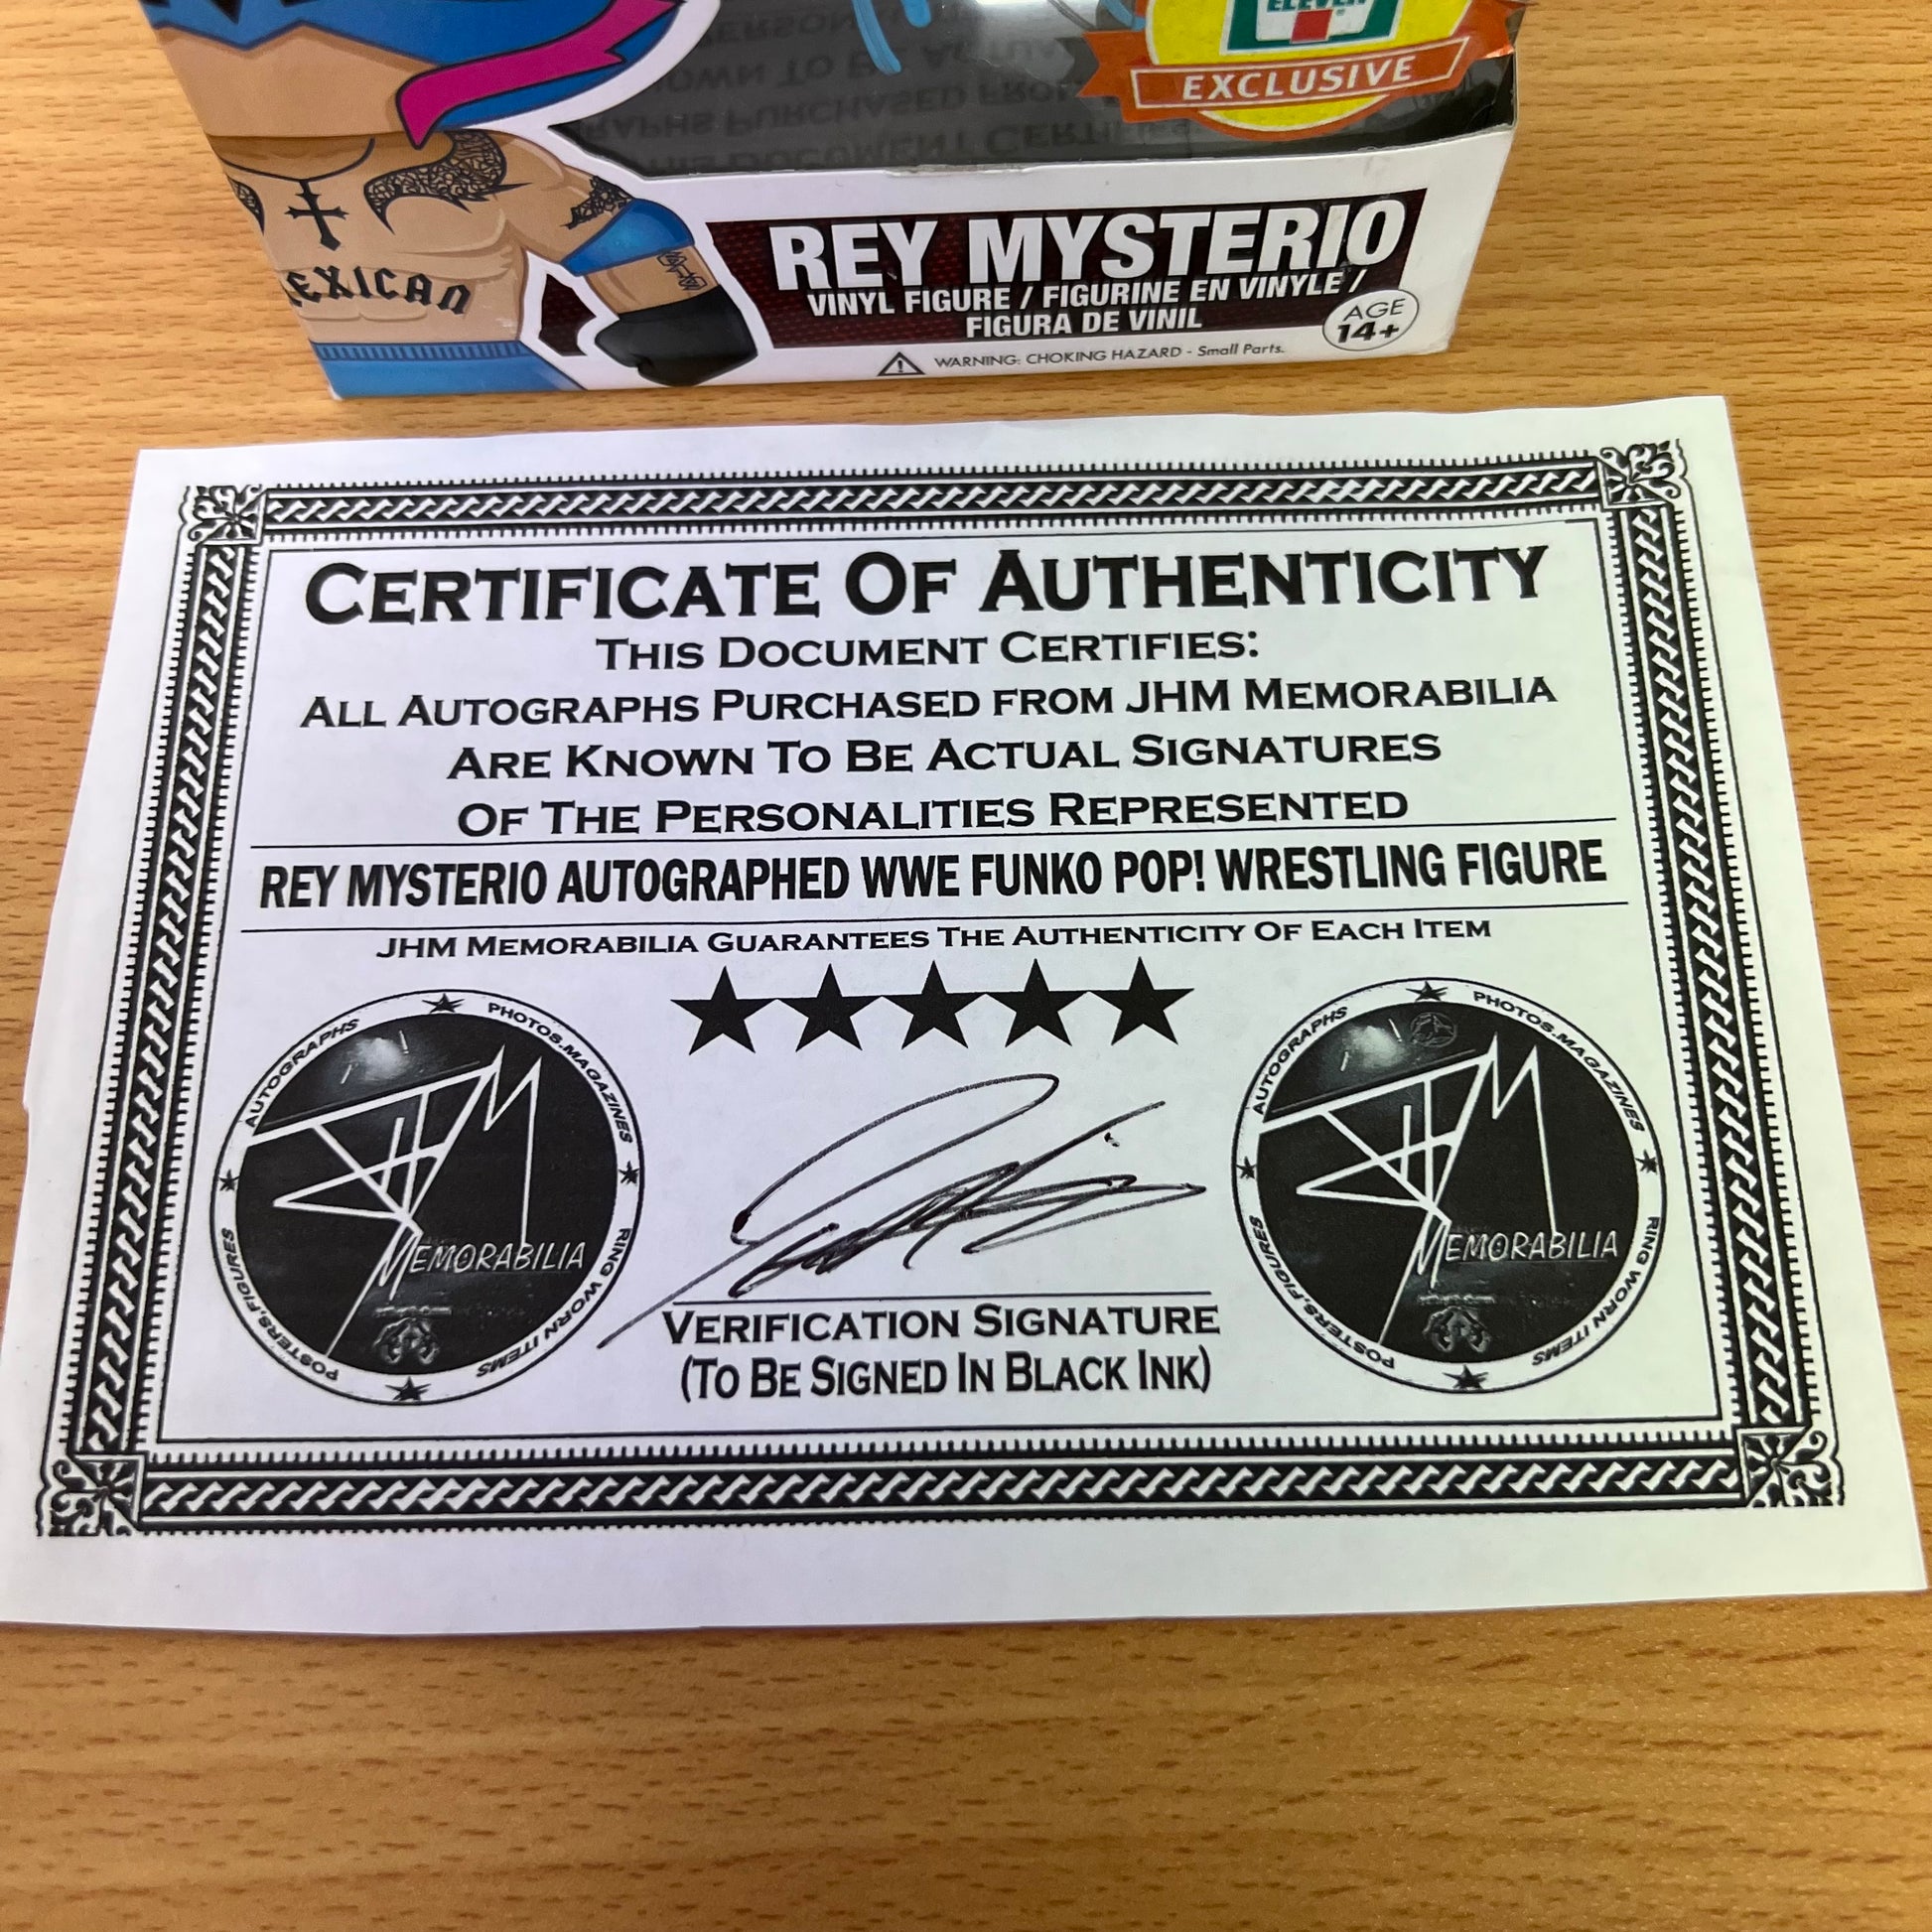 ELEVEN
EXCLUSIVE
EXICAN
REY MYSTERIO
VINYL FIGURE / FIGURINE EN VINYLE /
FIGURA DE VINIL
AGE
14+
WARNING: CHOKING HAZARD - Small Parts.
CERTIFICATE OF AUTHENTICITY
THIS DOCUMENT CERTIFIES:
ALL AUTOGRAPHS PURCHASED FROM JHM MEMORABILIA
ARE KNOWN TO BE ACTUAL SIGNATURES
OF THE PERSONALITIES REPRESENTED
REY MYSTERIO AUTOGRAPHED WWE FUNKO POP! WRESTLING FIGURE
JHM MEMORABILIA GUARANTEES THE AUTHENTICITY OF EACH ITEM
AUTOGRAPHS PHOTOS.MAGAZINES
JHM
MEMORABILIA
POSTERS.FIGURES RING WORN ITEMS
VERIFICATION SIGNATURE
(TO BE SIGNED IN BLACK INK)
AUTOGRAPHS PHOTOS.MAGAZINES
JHM
MEMORABILIA
POSTERS.FIGURES RING WORN ITEMS